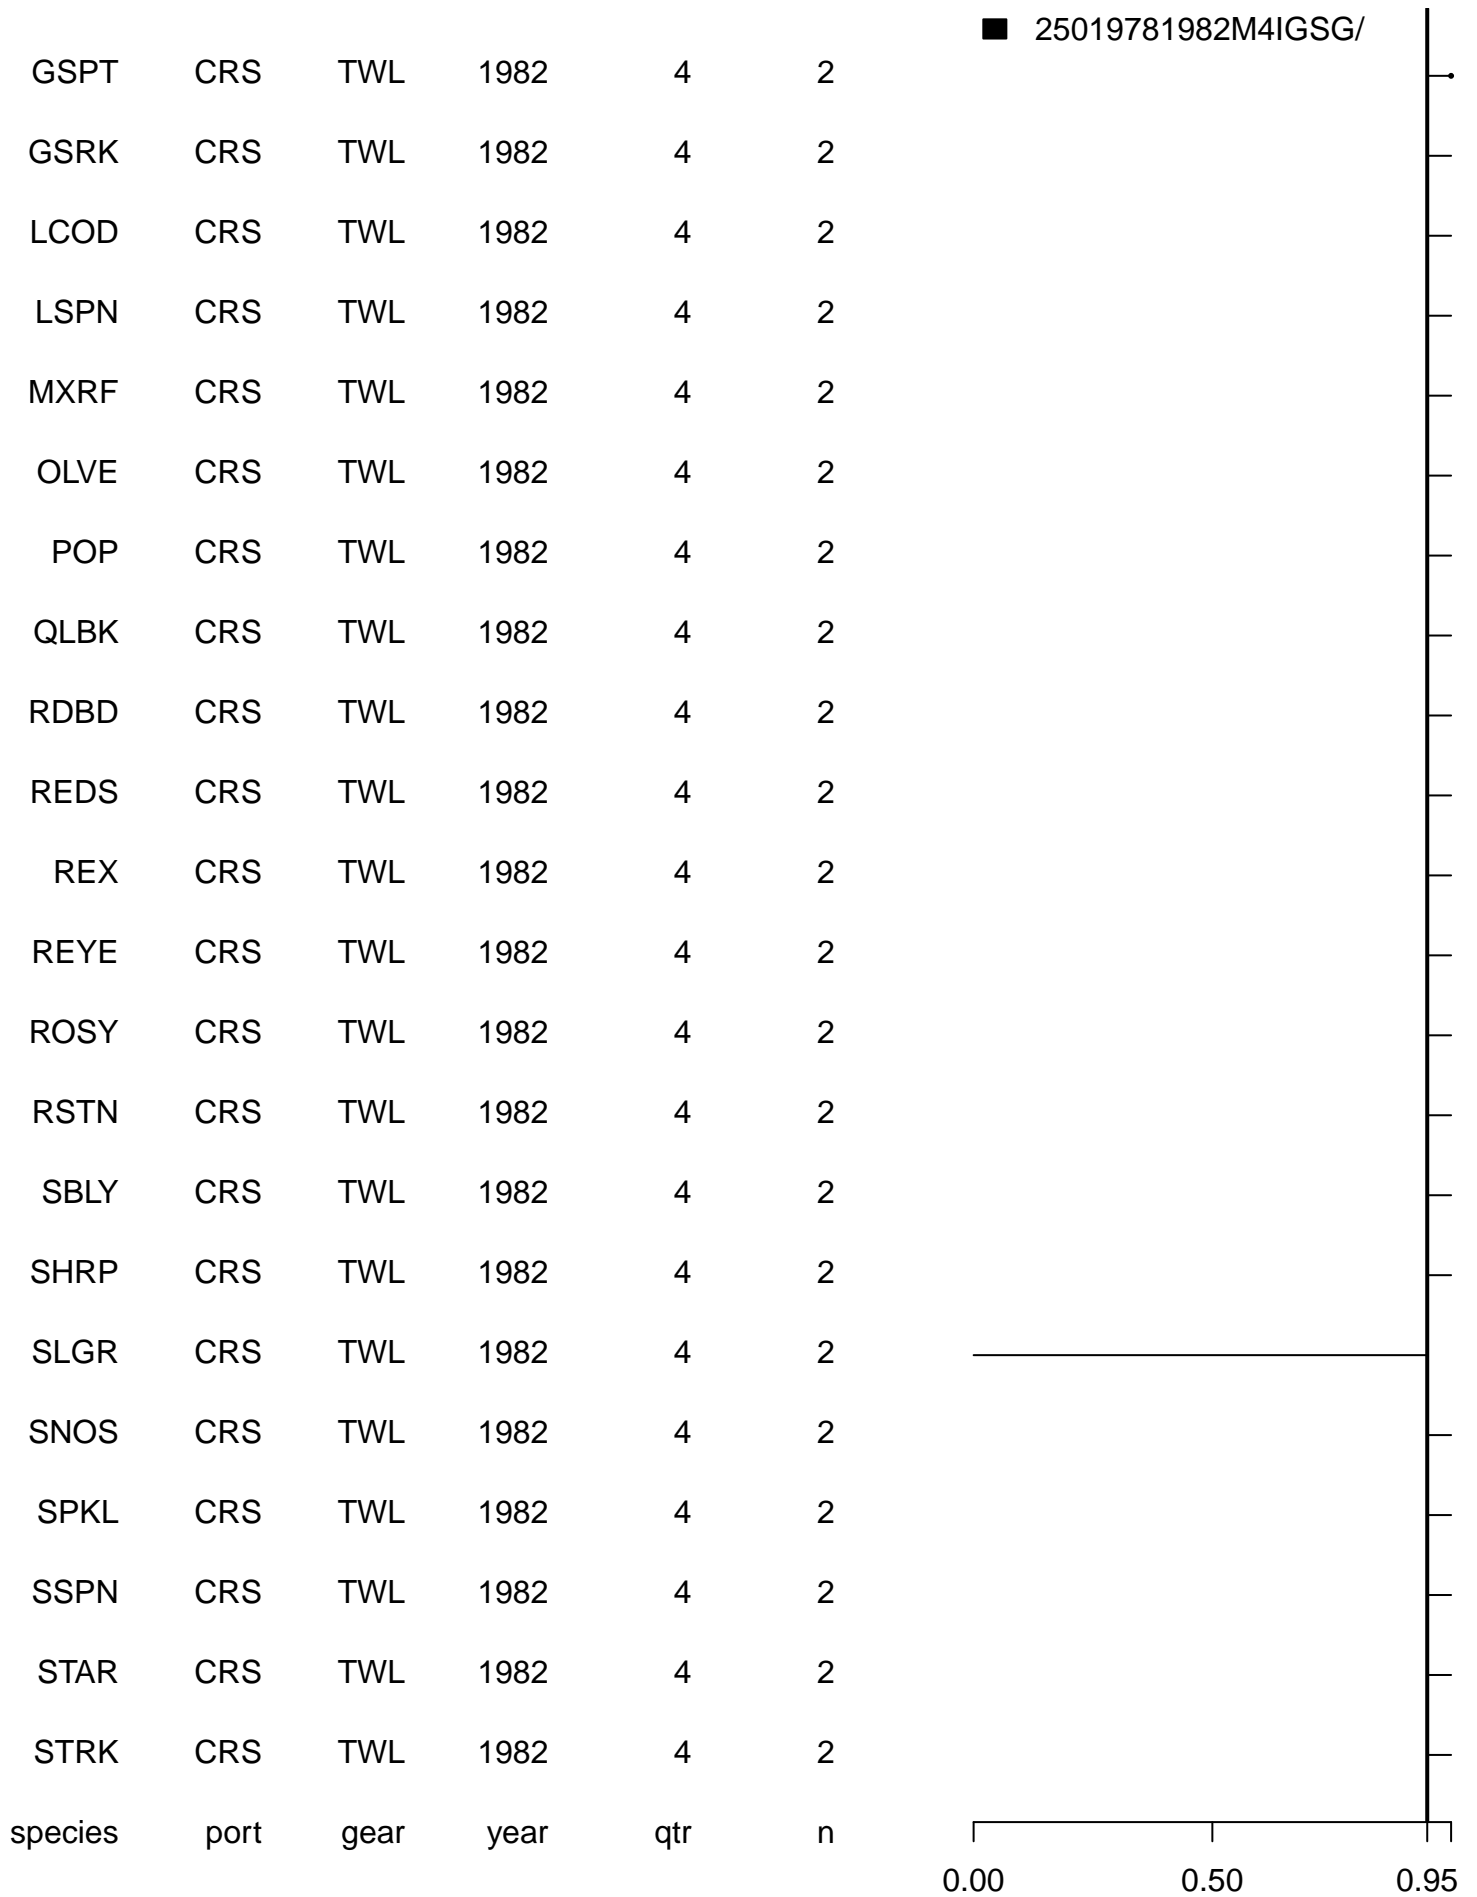 25019781982M4IGSG/
GSPT CRS TWL 1982 4 2
GSRK CRS TWL 1982 4 2
LCOD CRS TWL 1982 4 2
LSPN CRS TWL 1982 4 2
MXRF CRS TWL 1982 4 2
OLVE CRS TWL 1982 4 2
POP CRS TWL 1982 4 2
QLBK CRS TWL 1982 4 2
RDBD CRS TWL 1982 4 2
REDS CRS TWL 1982 4 2
REX CRS TWL 1982 4 2
REYE CRS TWL 1982 4 2
ROSY CRS TWL 1982 4 2
RSTN CRS TWL 1982 4 2
SBLY CRS TWL 1982 4 2
SHRP CRS TWL 1982 4 2
SLGR CRS TWL 1982 4 2
SNOS CRS TWL 1982 4 2
SPKL CRS TWL 1982 4 2
SSPN CRS TWL 1982 4 2
STAR CRS TWL 1982 4 2
STRK CRS TWL 1982 4 2
species port gear year qtr n
0.00 0.50 0.95